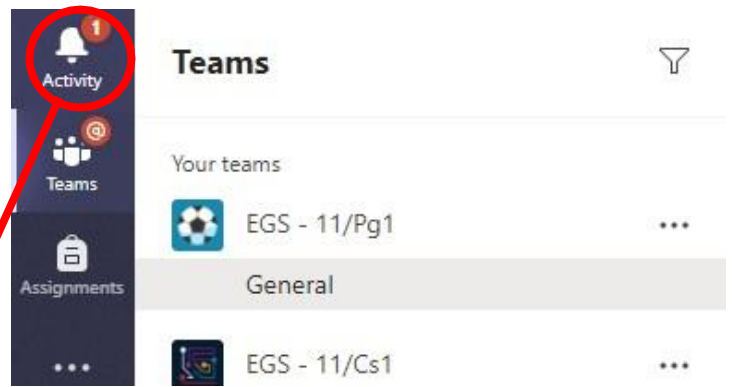 1
Activity
Teams
@
Teams
Your teams
EGS - 11/Pg1
General
Assignments
EGS - 11/Cs1